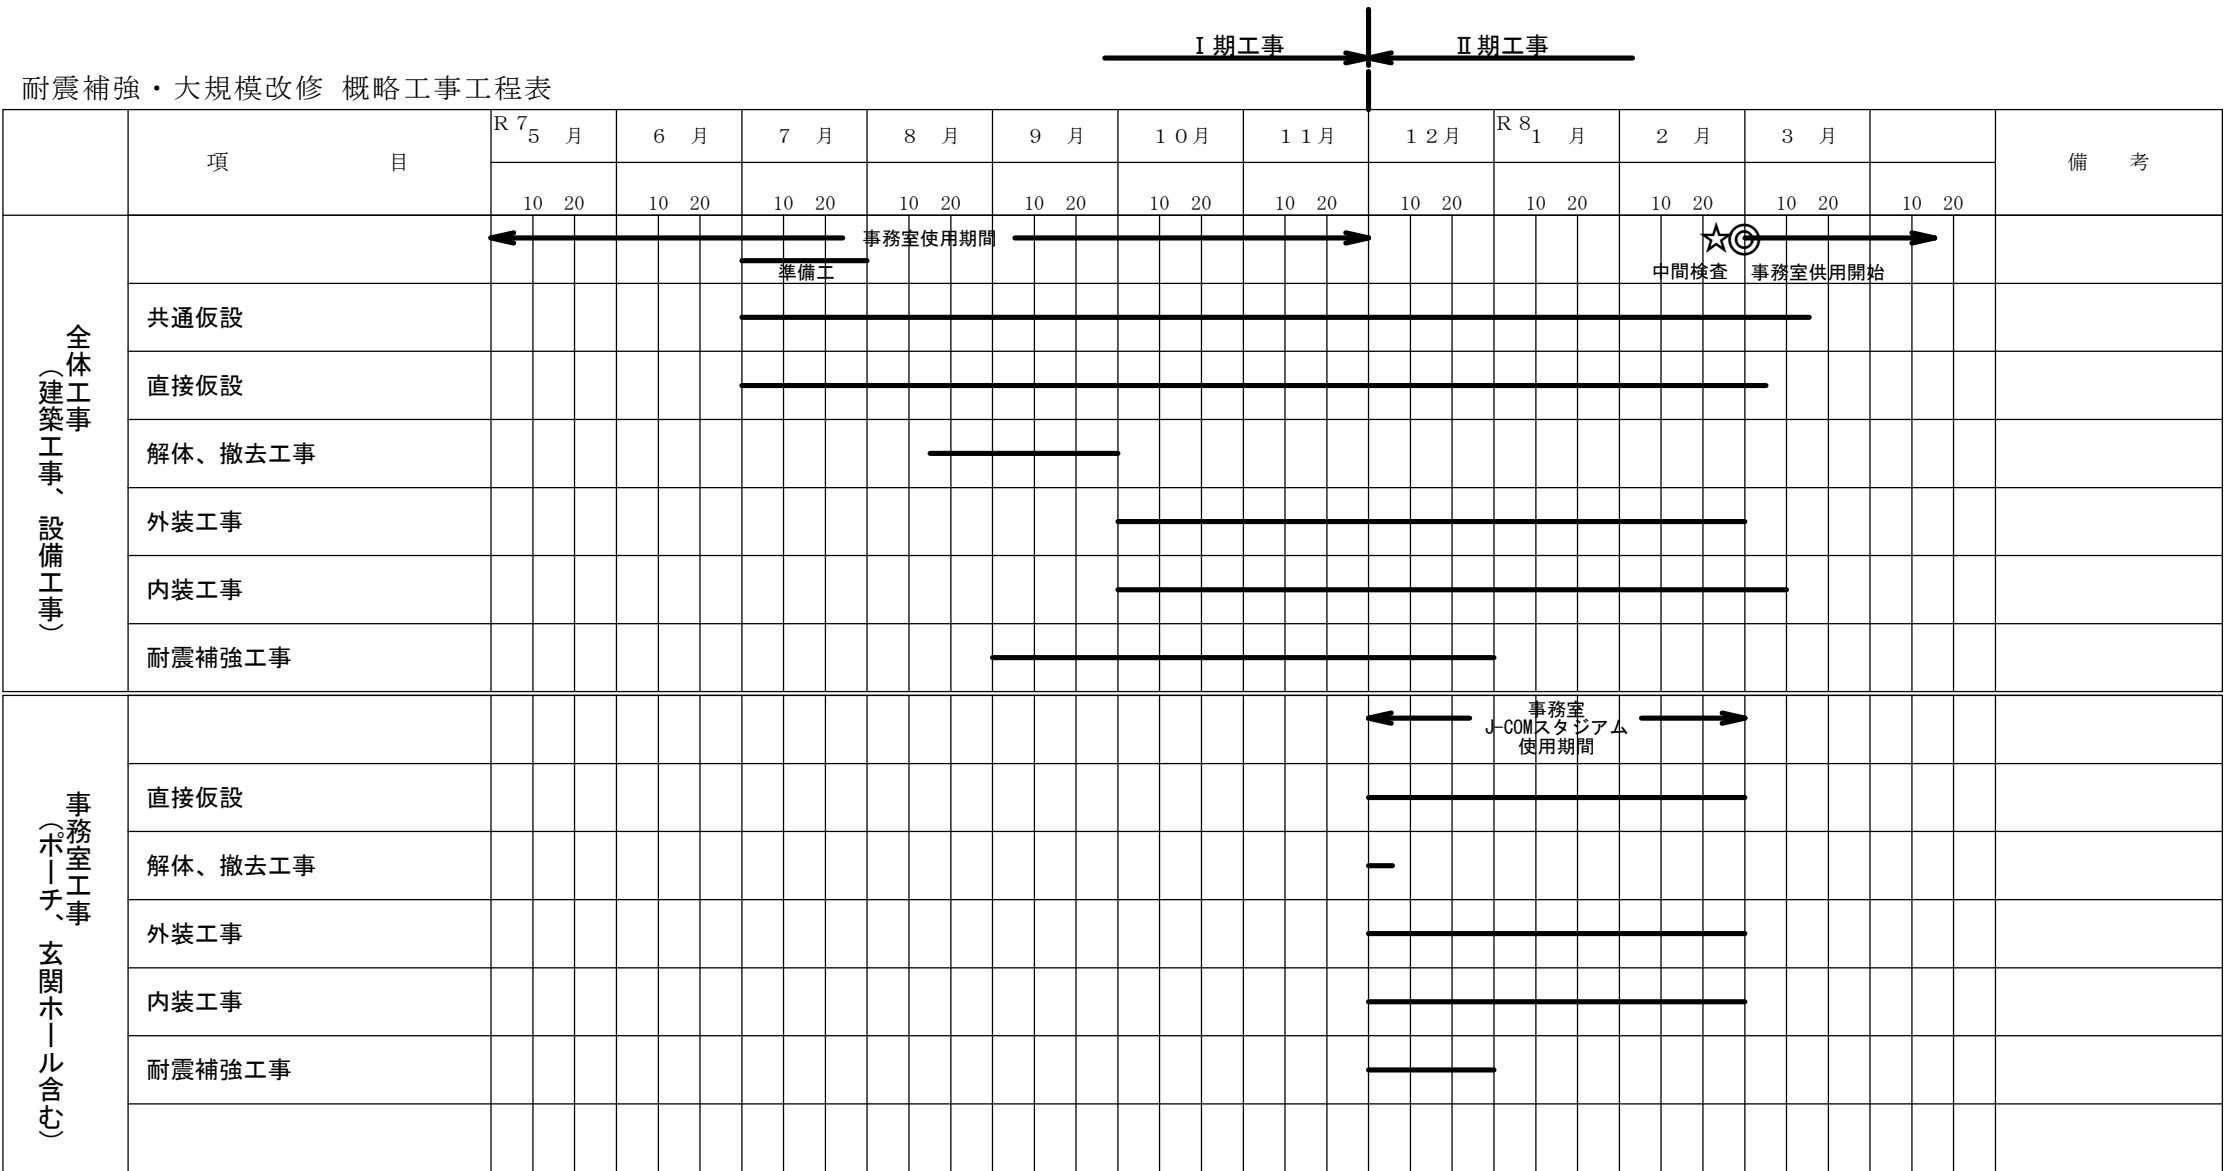 Ⅰ期工事 Ⅱ期工事
耐震補強・大規模改修 概略工事工程表
項 目 R7 5 月 6 月 7 月 8 月 9 月 10月 11月 12月 R8 1 月 2 月 3 月 備 考
10 20 10 20 10 20 10 20 10 20 10 20 10 20 10 20 10 20 10 20 10 20 10 20
全体工事
(建築工事、設備工事)
事務室使用期間 ☆◎
準備工 中間検査 事務室供用開始
共通仮設
直接仮設
解体、撤去工事
外装工事
内装工事
耐震補強工事
事務室工事
(ポーチ、玄関ホール含む)
事務室
J-COMスタジアム
使用期間
直接仮設
解体、撤去工事
外装工事
内装工事
耐震補強工事